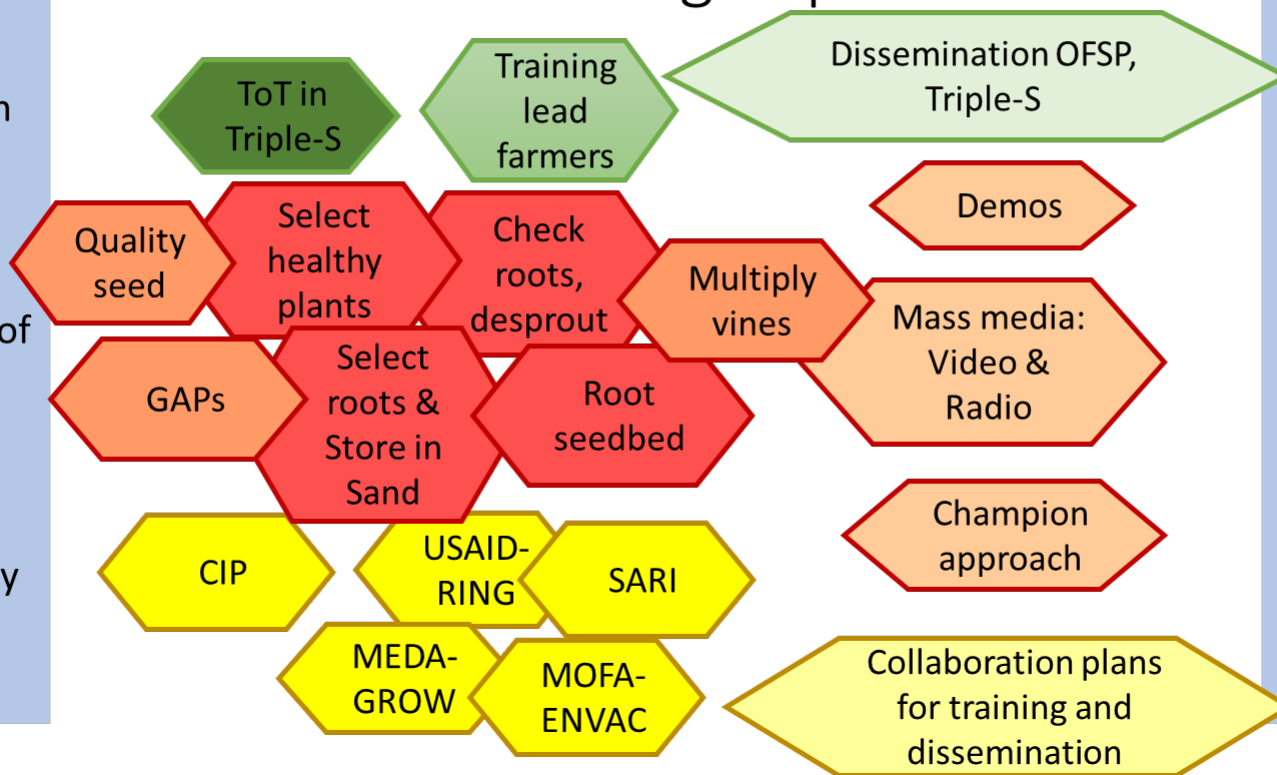 ToT in
Triple-S
Training
lead
farmers
Dissemination OFSP,
Triple-S
Demos
Quality
seed
Select
healthy
plants
Check
roots,
desprout
Multiply
vines
Mass media:
Video &
Radio
of
GAPs
Select
roots &
Store in
Sand
Root
seedbed
Champion
approach
CIP
USAID-
RING
SARI
MEDA-
GROW
MOFA-
ENVAC
Collaboration plans
for training and
dissemination